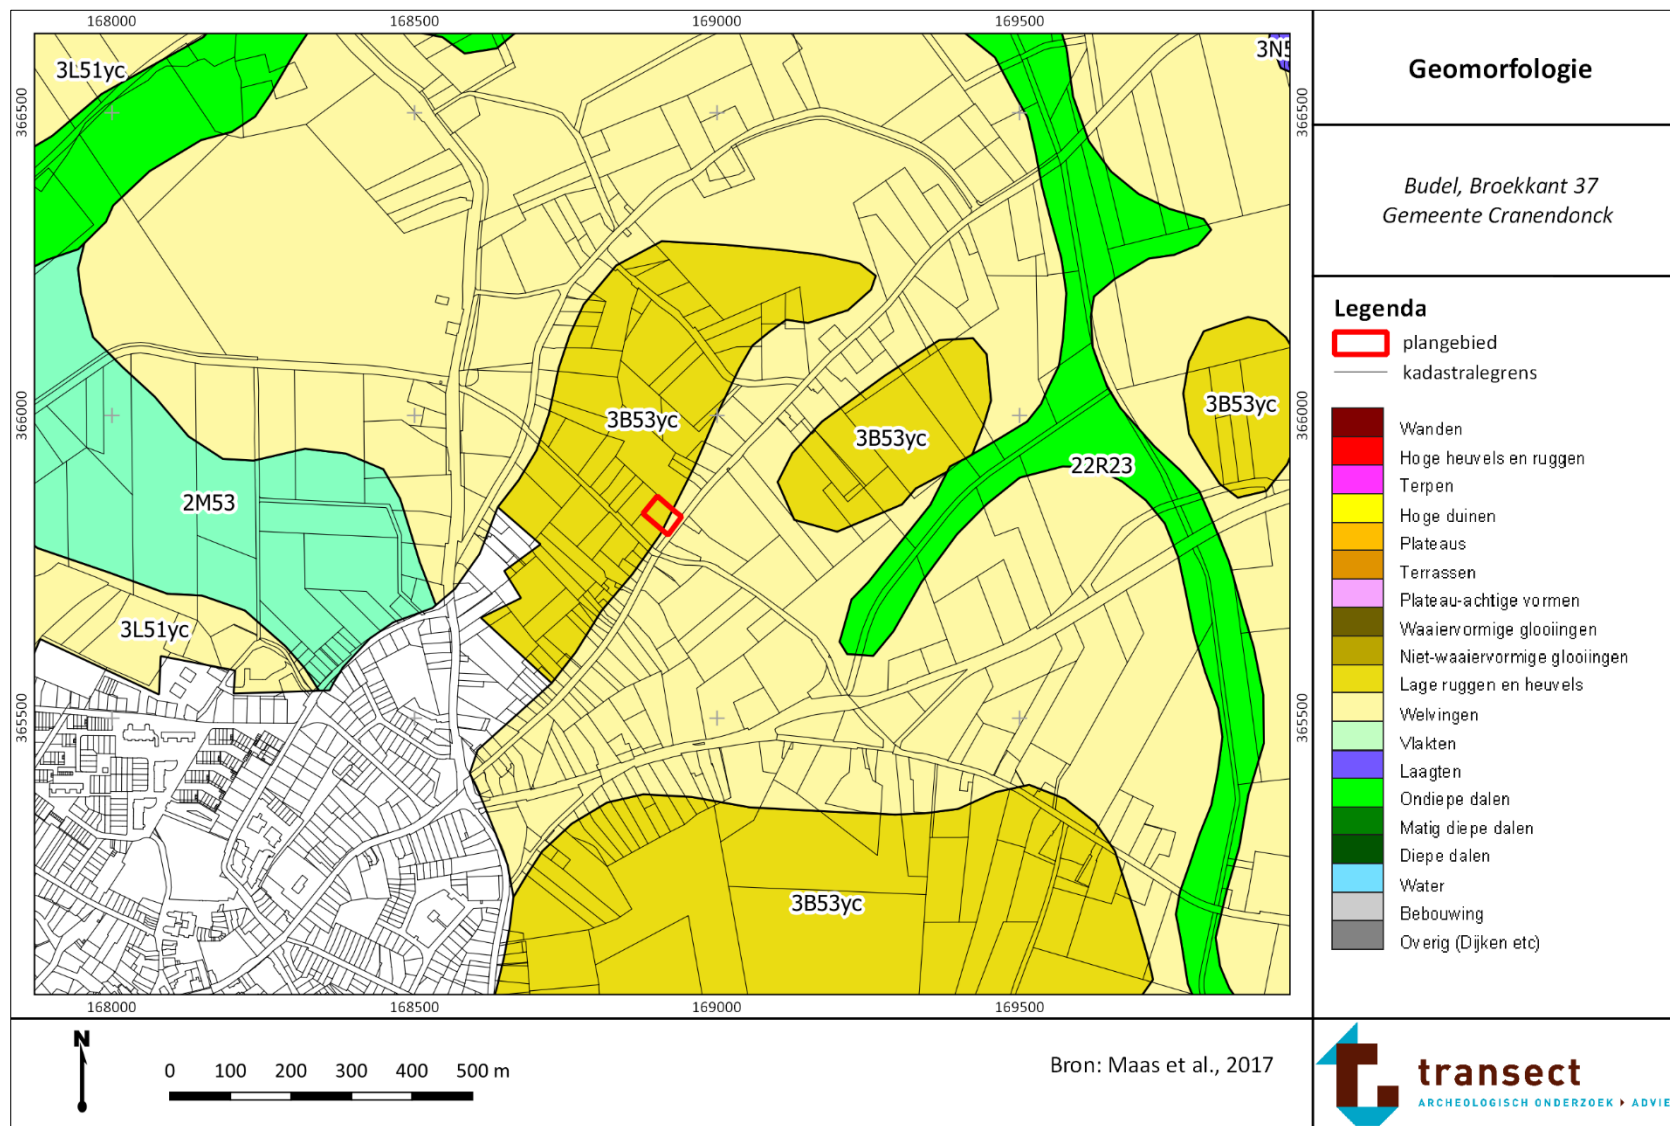 168000 168500 169000 169500
3L51yc
3N5
366500
366500
3B53yc
3B53yc
3B53yc
366000
366000
22R23
2M53
3L51yc
365500
365500
3B53yc
168000 168500 169000 169500
Geomorfologie
Budel, Broekkant 37
Gemeente Cranendonck
Legenda
plangebied
kadastralegrens
Wanden
Hoge heuvels en ruggen
Terpen
Hoge duinen
Plateaus
Terrassen
Plateau-achtige vormen
Waaiervormige glooiingen
Niet-waaiervormige glooiingen
Lage ruggen en heuvels
Welvingen
Vlakten
Laagten
Ondiepe dalen
Matig diepe dalen
Diepe dalen
Water
Bebouwing
Overig (Dijken etc)
N
0 100 200 300 400 500 m
Bron: Maas et al., 2017
transect
ARCHEOLOGISCH ONDERZOEK ▸ ADVIE